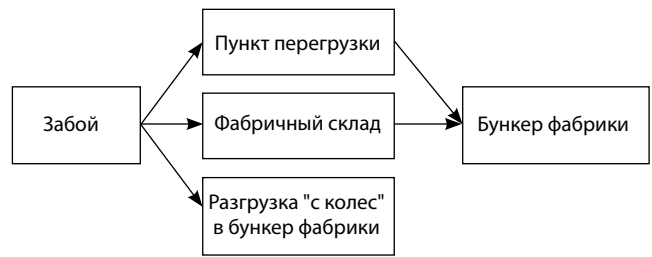 Пункт перегрузки
Забой
Фабричный склад
Бункер фабрики
Разгрузка "с колес"
в бункер фабрики